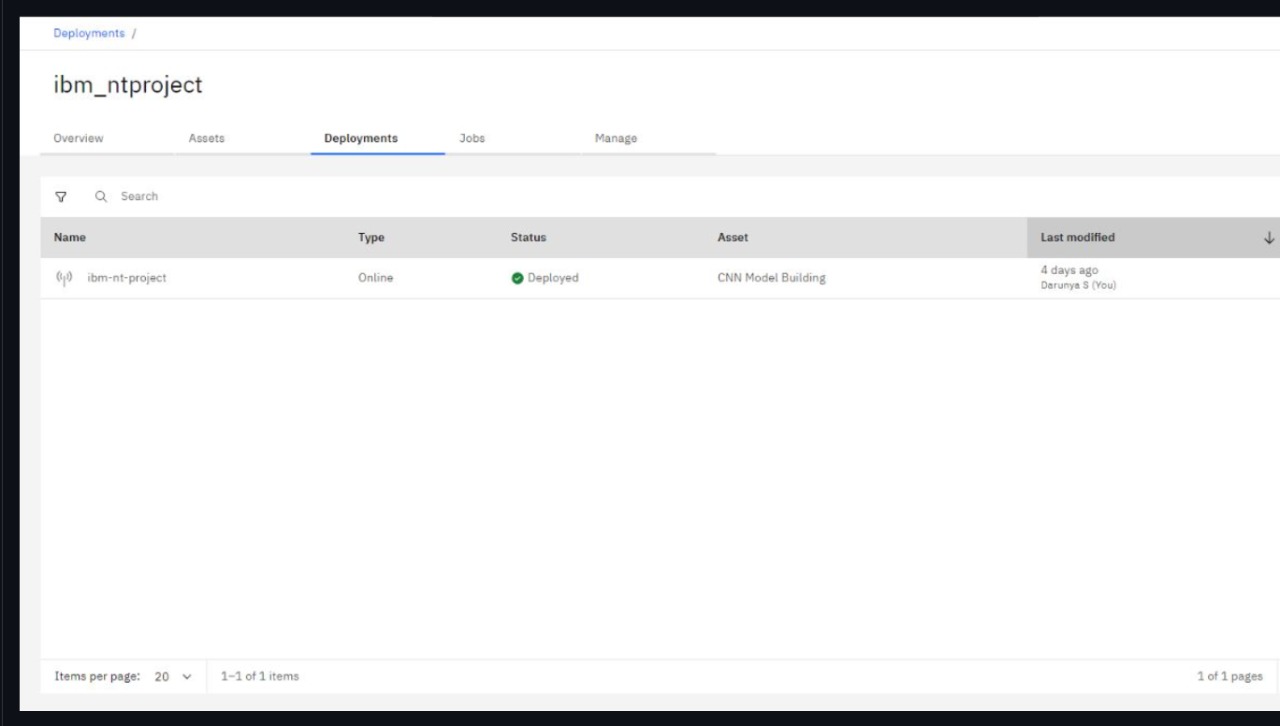 Deployments /
ibm_ntproject
Overview Assets Deployments Jobs Manage
Search
Name Type Status Asset Last modified
ibm-nt-project Online Deployed CNN Model Building 4 days ago
Darunya S (You)
Items per page: 20 1–1 of 1 items 1 of 1 pages